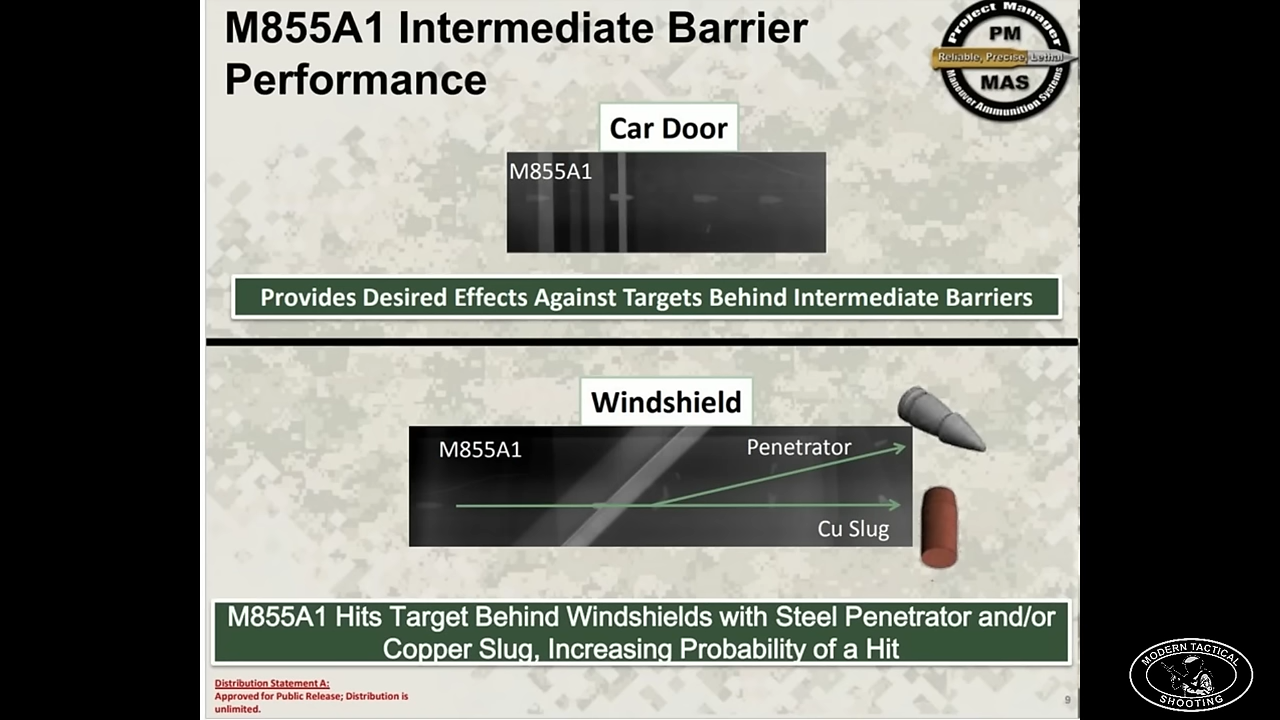 M855A1 Intermediate Barrier
Performance
Project Manager
PM
Reliable, Precise, Lethal
MAS
Maneuver Ammunition Systems
Car Door
M855A1
Provides Desired Effects Against Targets Behind Intermediate Barriers
Windshield
M855A1
Penetrator
Cu Slug
M855A1 Hits Target Behind Windshields with Steel Penetrator and/or
Copper Slug, Increasing Probability of a Hit
Distribution Statement A:
Approved for Public Release; Distribution is
unlimited.
9
MODERN TACTICAL
SHOOTING